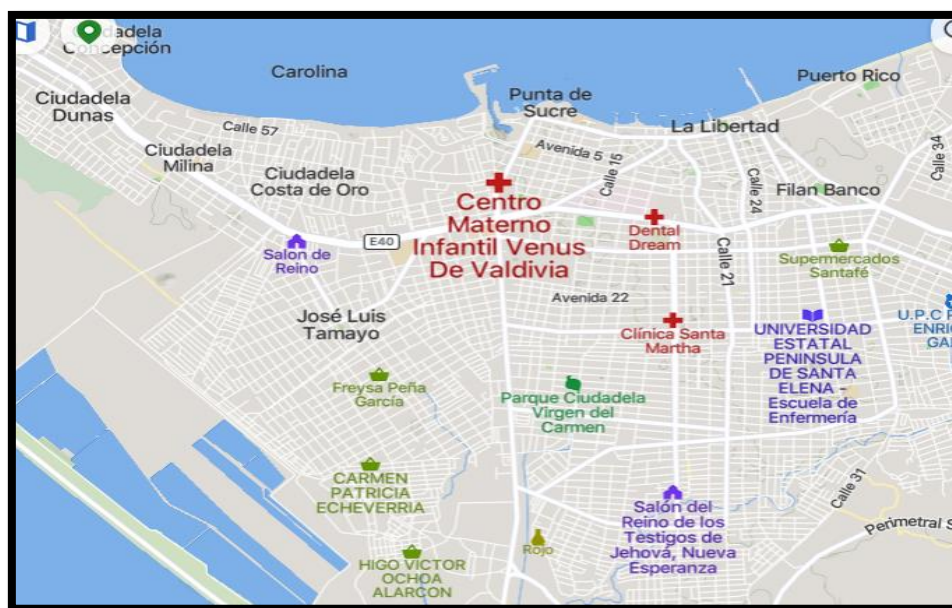 Ciudadela
Concepción
Carolina
Puerto Rico
Ciudadela
Dunas
Punta de
Sucre
Calle 57
La Libertad
Calle 34
Ciudadela
Milina
Avenida 5
Calle 15
Ciudadela
Costa de Oro
Calle 24
Filan Banco
Centro
Materno
Infantil Venus
De Valdivia
Dental
Dream
E40
Salon de
Reino
Calle 21
Supermercados
Santafé
Avenida 22
José Luis
Tamayo
Clínica Santa
Martha
UNIVERSIDAD
ESTATAL
PENINSULA
DE SANTA
ELENA -
Escuela de
Enfermería
U.P.C
ENRI
GA
Freysa Peña
García
Parque Ciudadela
Virgen del
Carmen
CARMEN
PATRICIA
ECHEVERRIA
Calle 31
Salón del
Reino de los
Testigos de
Jehová, Nueva
Esperanza
Perimetral S
Rojo
HIGO VICTOR
OCHOA
ALARCON